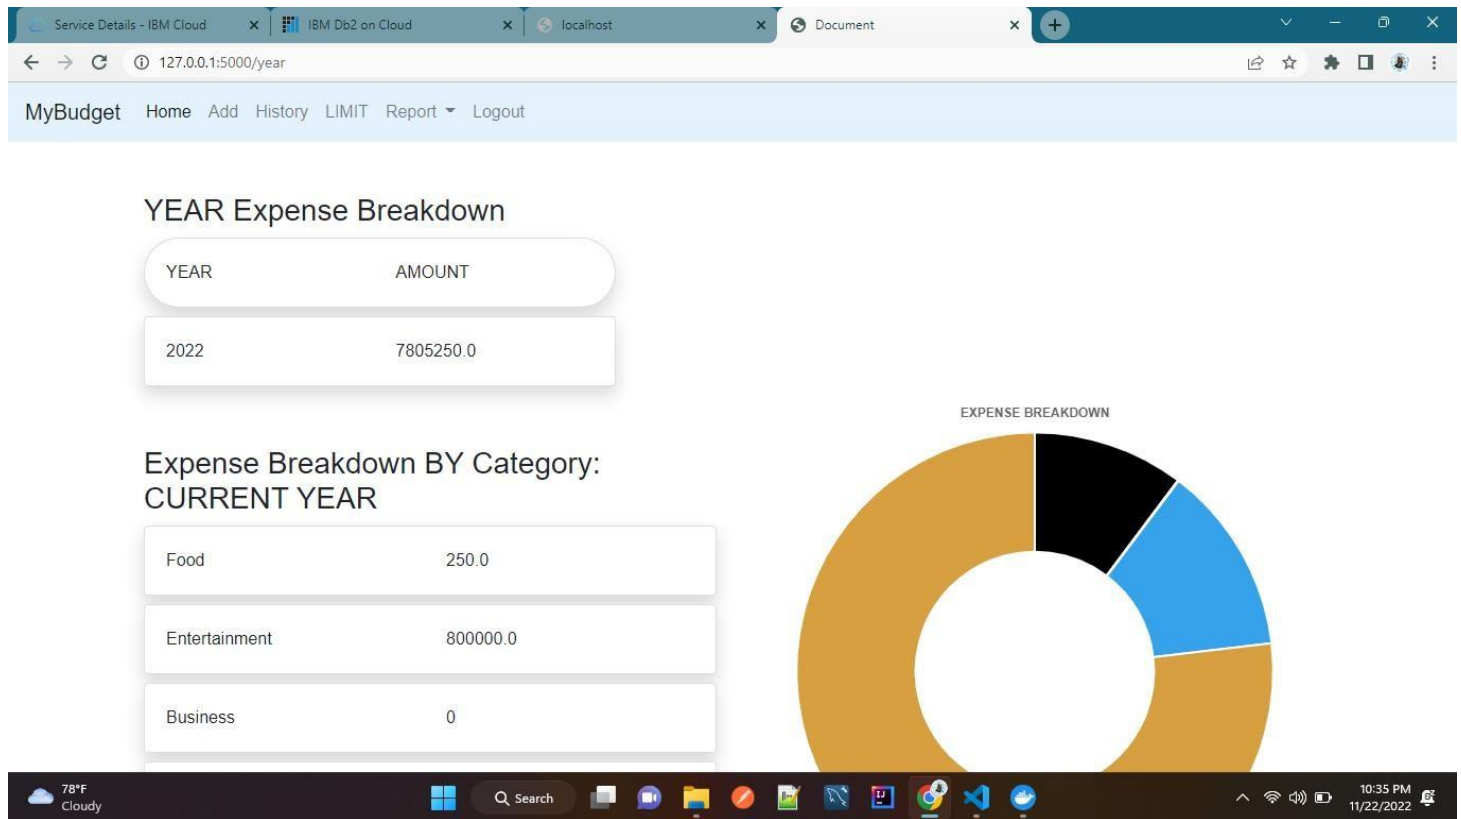 Service Details - IBM Cloud
IBM Db2 on Cloud
localhost
Document
127.0.0.1:5000/year
MyBudget Home Add History LIMIT Report Logout
YEAR Expense Breakdown
YEAR AMOUNT
2022 7805250.0
Expense Breakdown BY Category:
CURRENT YEAR
Food 250.0
Entertainment 800000.0
Business 0
EXPENSE BREAKDOWN
78°F
Cloudy
Search
IJ
10:35 PM
11/22/2022